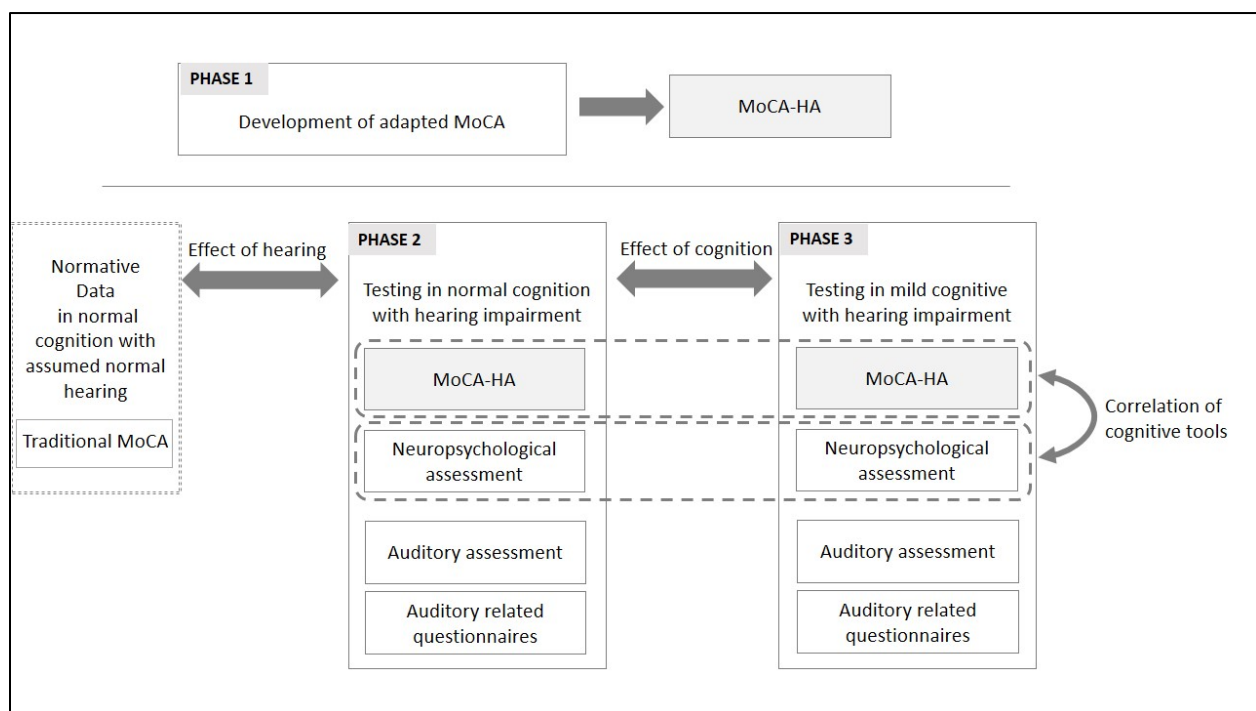 PHASE 1
Development of adapted MoCA
MoCA-HA
Normative
Data
in normal
cognition with
assumed normal
hearing
Traditional MoCA
Effect of hearing
PHASE 2
Testing in normal cognition
with hearing impairment
MoCA-HA
Neuropsychological
assessment
Auditory assessment
Auditory related
questionnaires
Effect of cognition
PHASE 3
Testing in mild cognitive
with hearing impairment
MoCA-HA
Neuropsychological
assessment
Auditory assessment
Auditory related
questionnaires
Correlation of
cognitive tools